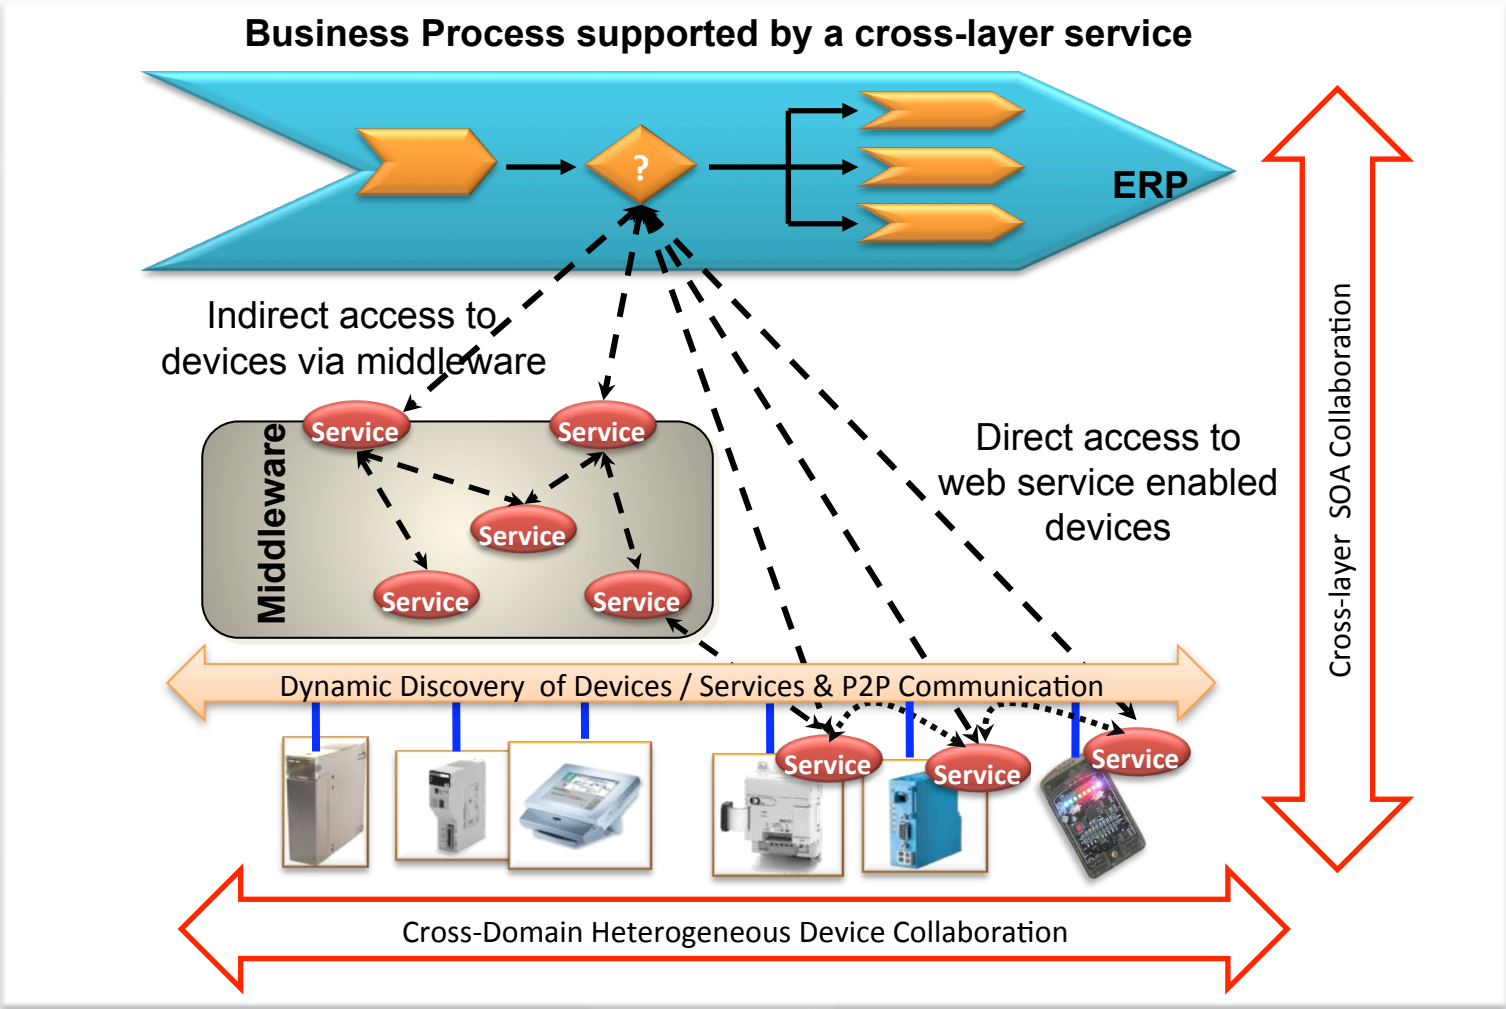 Business Process supported by a cross-layer service
?
ERP
Indirect access to
devices via middleware
Direct access to
web service enabled
devices
Middleware
Service
Service
Service
Service
Service
Dynamic Discovery of Devices / Services & P2P Communication
Service
Service
Service
Cross-Domain Heterogeneous Device Collaboration
Cross-layer SOA Collaboration